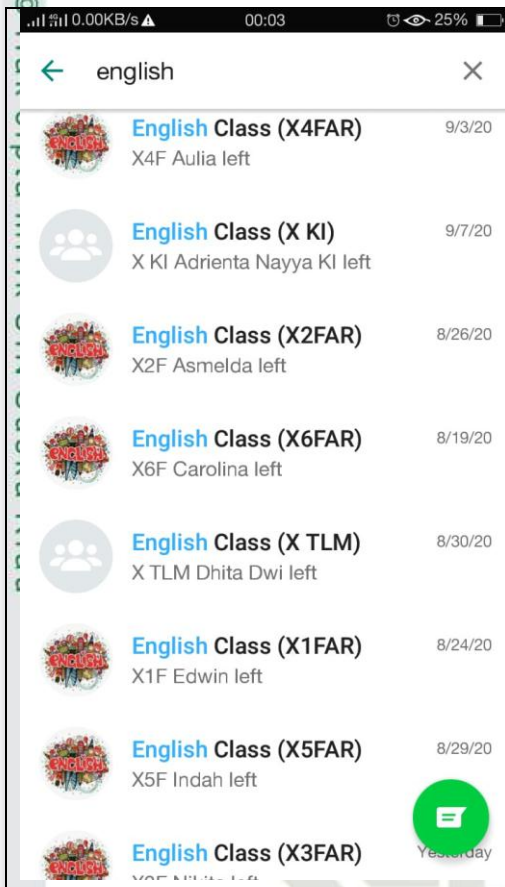 0.00KB/s 00:03 25%
english
English Class (X4FAR) 9/3/20
X4F Aulia left
English Class (X KI) 9/7/20
X KI Adrienta Nayya KI left
English Class (X2FAR) 8/26/20
X2F Asmelda left
English Class (X6FAR) 8/19/20
X6F Carolina left
English Class (X TLM) 8/30/20
X TLM Dhita Dwi left
English Class (X1FAR) 8/24/20
X1F Edwin left
English Class (X5FAR) 8/29/20
X5F Indah left
English Class (X3FAR) Yesterday